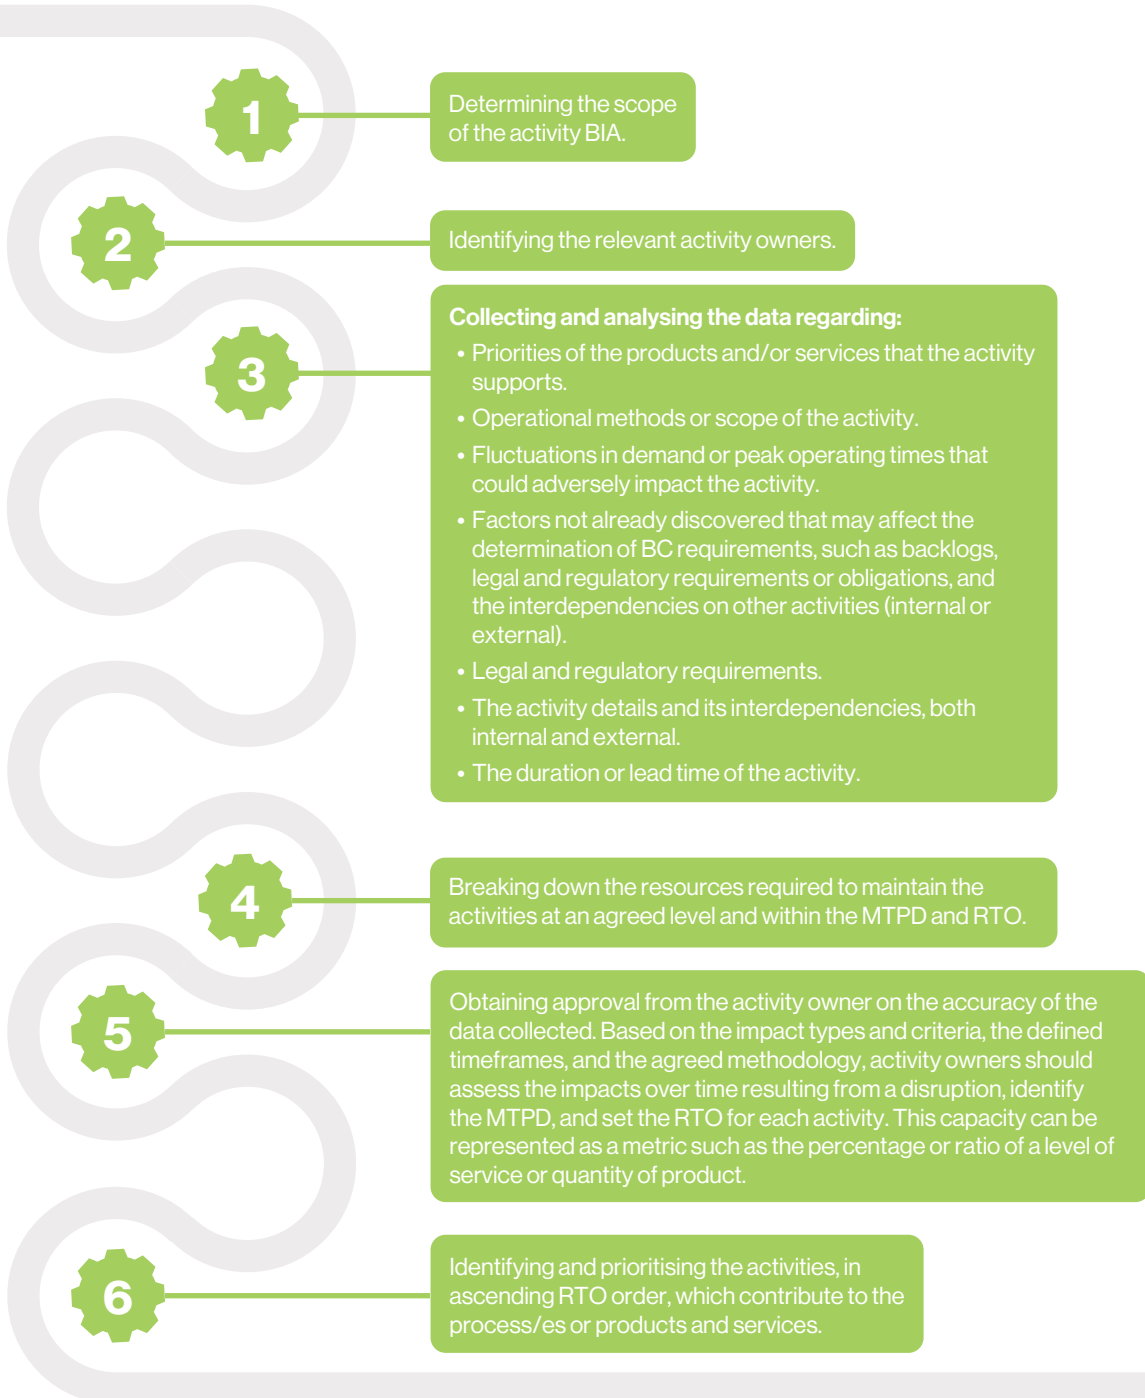 1
Determining the scope
of the activity BIA.
2
Identifying the relevant activity owners.
3
Collecting and analysing the data regarding:
• Priorities of the products and/or services that the activity
supports.
• Operational methods or scope of the activity.
• Fluctuations in demand or peak operating times that
could adversely impact the activity.
• Factors not already discovered that may affect the
determination of BC requirements, such as backlogs,
legal and regulatory requirements or obligations, and
the interdependencies on other activities (internal or
external).
• Legal and regulatory requirements.
• The activity details and its interdependencies, both
internal and external.
• The duration or lead time of the activity.
4
Breaking down the resources required to maintain the
activities at an agreed level and within the MTPD and RTO.
5
Obtaining approval from the activity owner on the accuracy of the
data collected. Based on the impact types and criteria, the defined
timeframes, and the agreed methodology, activity owners should
assess the impacts over time resulting from a disruption, identify
the MTPD, and set the RTO for each activity. This capacity can be
represented as a metric such as the percentage or ratio of a level of
service or quantity of product.
6
Identifying and prioritising the activities, in
ascending RTO order, which contribute to the
process/es or products and services.